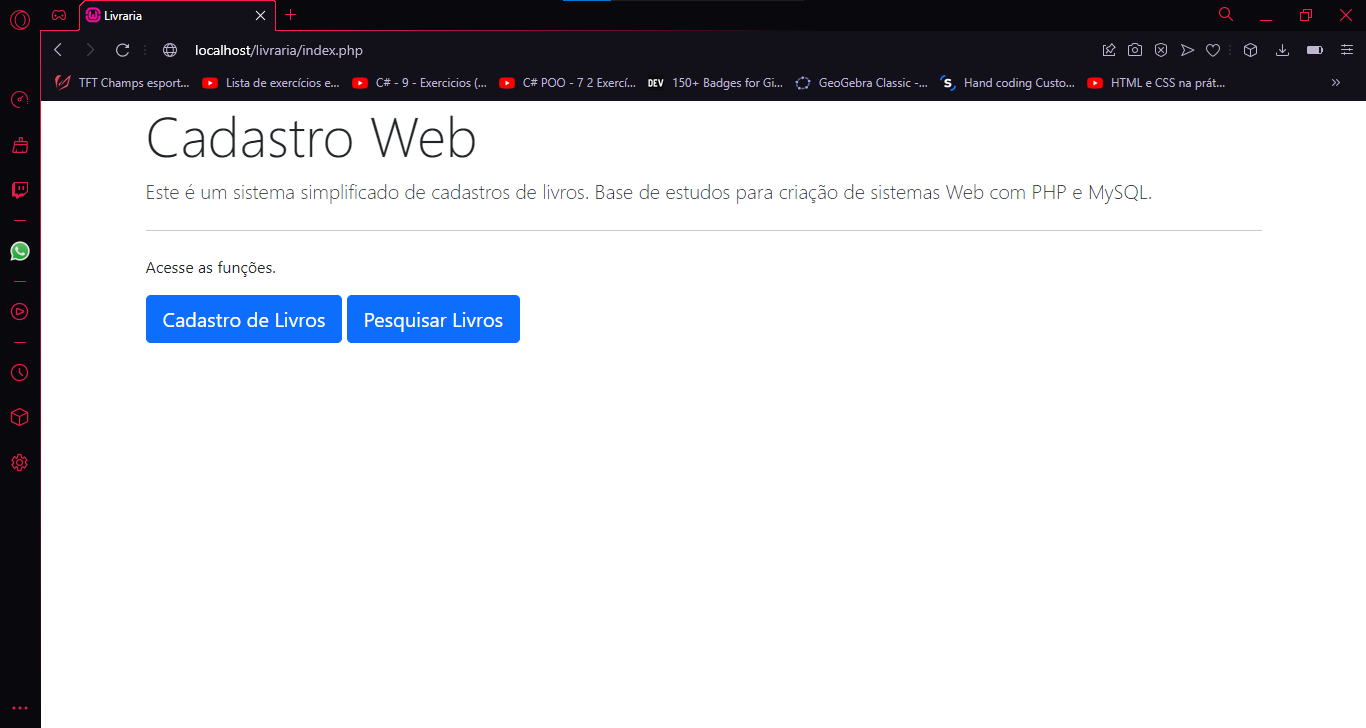 Livraria
localhost/livraria/index.php
TFT Champs esport... Lista de exercícios e... C# - 9 - Exercicios (... C# POO - 7 2 Exercí... DEV 150+ Badges for Gi... GeoGebra Classic -... S Hand coding Custo... HTML e CSS na prát... »
Cadastro Web
Este é um sistema simplificado de cadastros de livros. Base de estudos para criação de sistemas Web com PHP e MySQL.
Acesse as funções.
Cadastro de Livros Pesquisar Livros